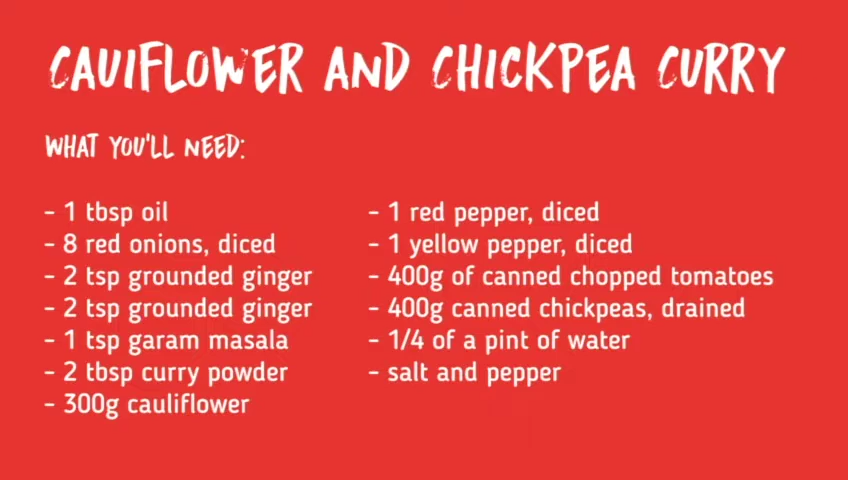 CAUIFLOWER AND CHICKPEA CURRY
WHAT YOU'LL NEED:
- 1 tbsp oil
- 8 red onions, diced
- 2 tsp grounded ginger
- 2 tsp grounded ginger
- 1 tsp garam masala
- 2 tbsp curry powder
- 300g cauliflower
- 1 red pepper, diced
- 1 yellow pepper, diced
- 400g of canned chopped tomatoes
- 400g canned chickpeas, drained
- 1/4 of a pint of water
- salt and pepper